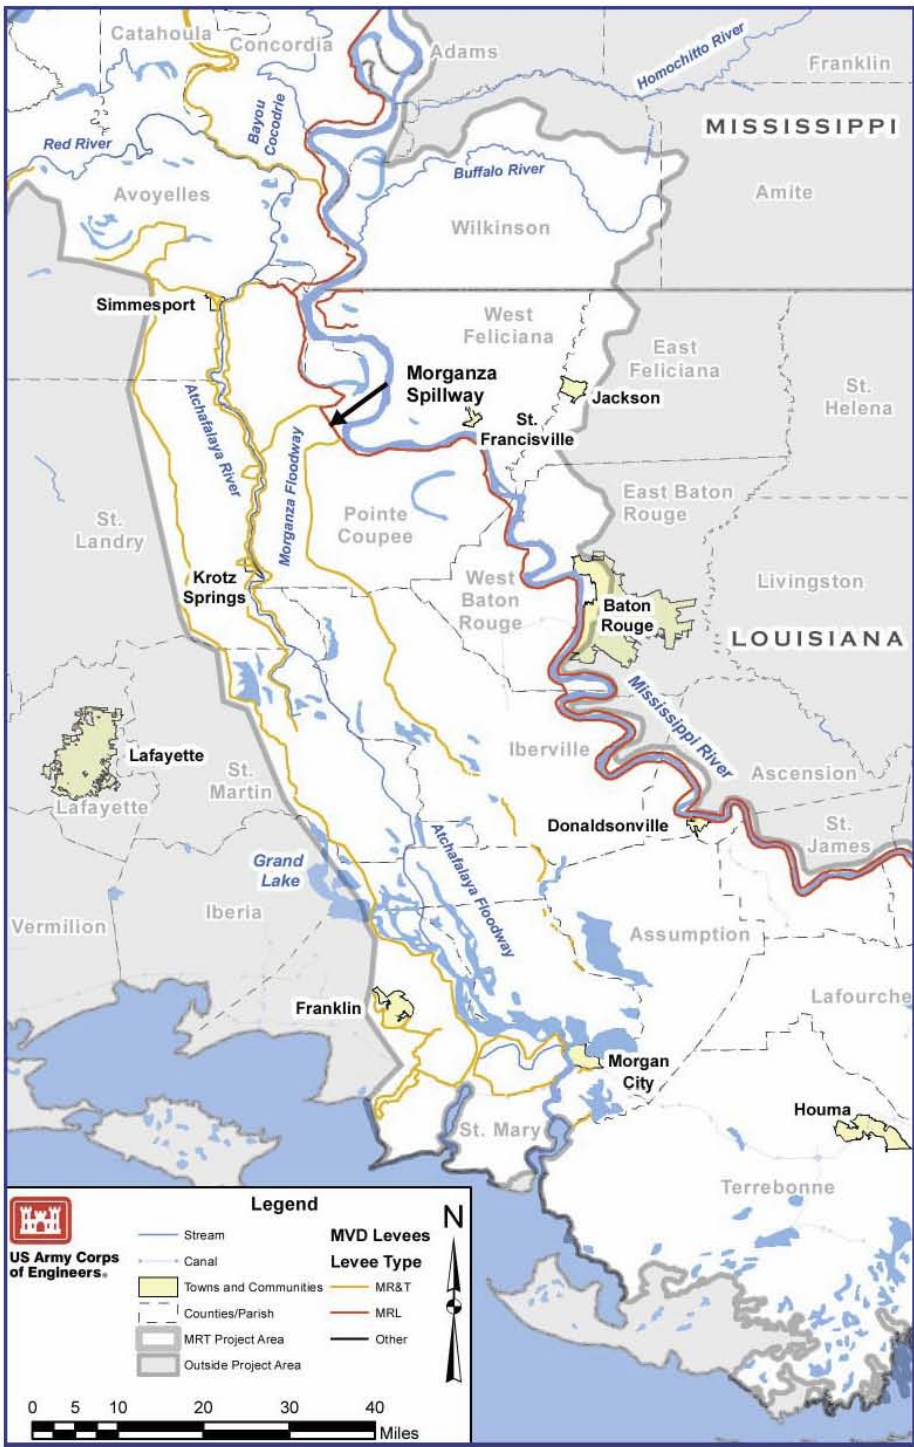 Catahoula
Concordia
Adams
Homochitto River
Franklin
MISSISSIPPI
Bayou
Cocodrie
Red River
Buffalo River
Avoyelles
Amite
Wilkinson
Simmesport
West
Feliciana
East
Feliciana
Morganza
Spillway
Jackson
St.
Helena
St.
Francisville
Atchafalaya River
Morganza Floodway
East Baton
Rouge
St.
Landry
Pointe
Coupee
Krotz
Springs
West
Baton
Rouge
Livingston
Baton
Rouge
LOUISIANA
Mississippi River
Lafayette
Lafayette
St.
Martin
Iberville
Ascension
Donaldsonville
St.
James
Grand
Lake
Atchafalaya Floodway
Vermilion
Iberia
Assumption
Lafourche
Franklin
Morgan
City
Houma
St. Mary
Terrebonne
US Army Corps
of Engineers®
Legend
Stream
Canal
Towns and Communities
Counties/Parish
MRT Project Area
Outside Project Area
MVD Levees
Levee Type
MR&T
MRL
Other
N
0 5 10 20 30 40
Miles